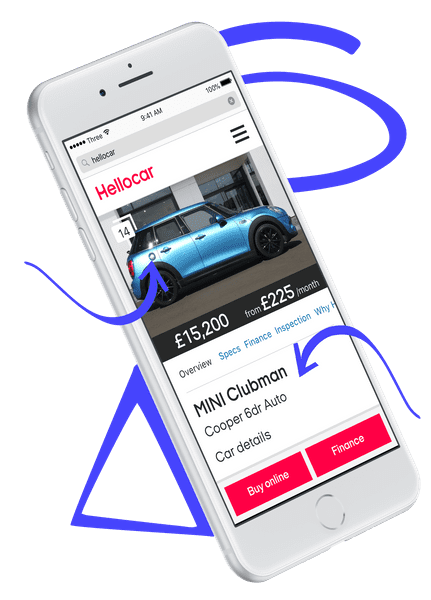 Three
9:41 AM
100%
hellocar
Hellocar
14
£15,200
from £225 /month
Overview Specs Finance Inspection Why H
MINI Clubman
Cooper 6dr Auto
Car details
Buy online Finance